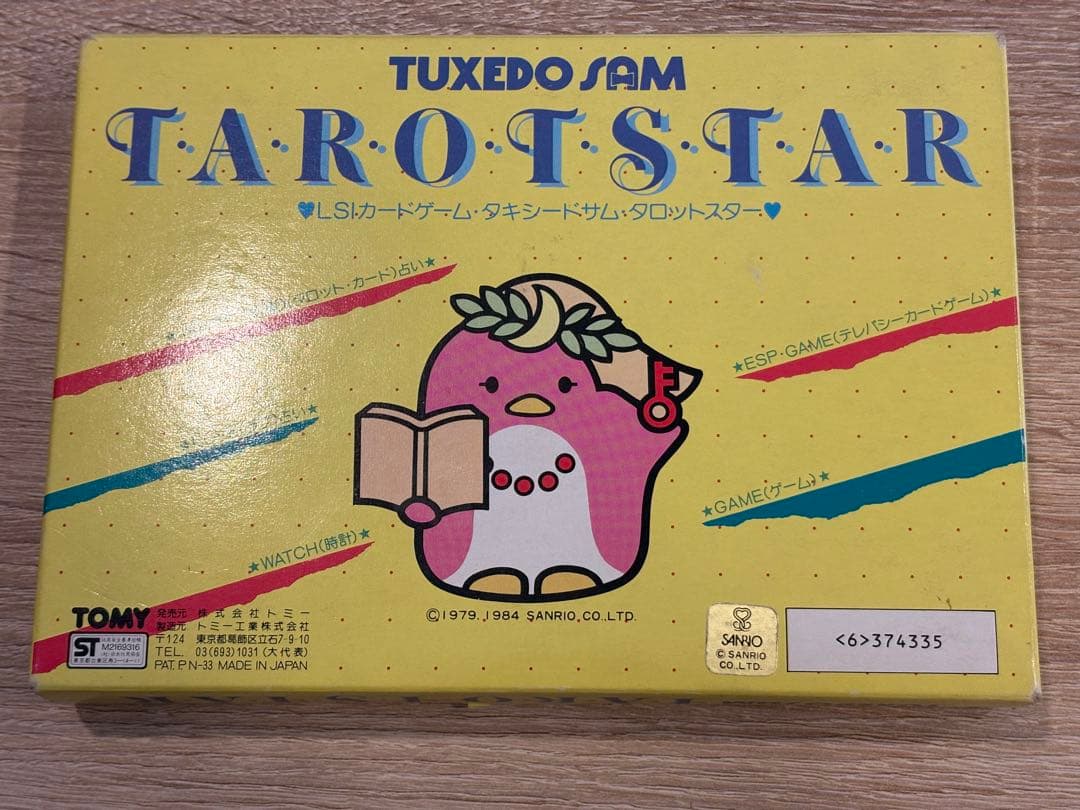 TUXEDO SAM
T·A·R·O·T·S·T·A·R
♥LSIカードゲーム・タキシードサム・タロットスター♥
ロット・カード)占い★
★ESP・GAME(テレパシーカードゲーム)★
占い★
★GAME(ゲーム)★
★WATCH(時計)★
TOMY
発売元 株式会社トミー
製造元 トミー工業株式会社
〒124 東京都葛飾区立石7-9-10
TEL. 03(693)1031(大代表)
PAT. P N-33 MADE IN JAPAN
ST
M2169316
©1979, 1984 SANRIO, CO., LTD.
SANRIO
© SANRIO
CO., LTD.
<6>374335